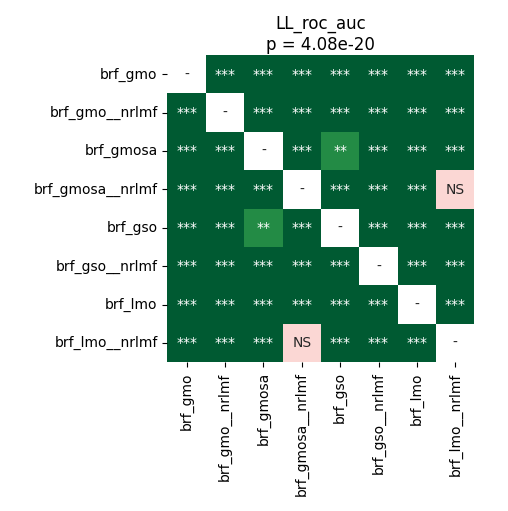 LL_roc_auc
p = 4.08e-20
brf_gmo - *** *** *** *** *** *** ***
brf_gmo__nrlmf *** - *** *** *** *** *** ***
brf_gmosa *** *** - *** ** *** *** ***
brf_gmosa__nrlmf *** *** *** - *** *** *** NS
brf_gso *** *** ** *** - *** *** ***
brf_gso__nrlmf *** *** *** *** *** - *** ***
brf_lmo *** *** *** *** *** *** - ***
brf_lmo__nrlmf *** *** *** NS *** *** *** -
brf_gmo
brf_gmo__nrlmf
brf_gmosa
brf_gmosa__nrlmf
brf_gso
brf_gso__nrlmf
brf_lmo
brf_lmo__nrlmf